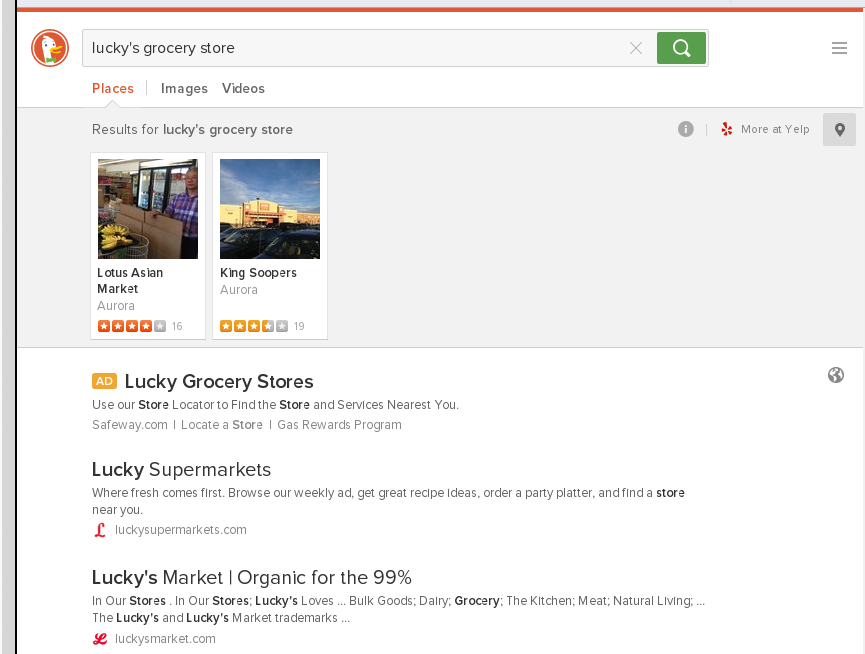 lucky's grocery store
Places Images Videos
Results for lucky's grocery store
More at Yelp
Lotus Asian
Market
Aurora
16
King Soopers
Aurora
19
AD Lucky Grocery Stores
Use our Store Locator to Find the Store and Services Nearest You.
Safeway.com | Locate a Store | Gas Rewards Program
Lucky Supermarkets
Where fresh comes first. Browse our weekly ad, get great recipe ideas, order a party platter, and find a store
near you.
luckysupermarkets.com
Lucky's Market | Organic for the 99%
In Our Stores . In Our Stores; Lucky's Loves ... Bulk Goods; Dairy; Grocery; The Kitchen; Meat; Natural Living; ...
The Lucky's and Lucky's Market trademarks ...
luckysmarket.com